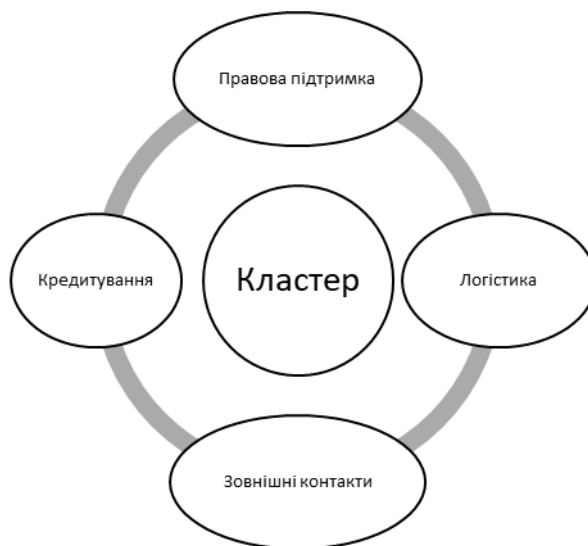 Правова підтримка
Кредитування
Кластер
Логістика
Зовнішні контакти